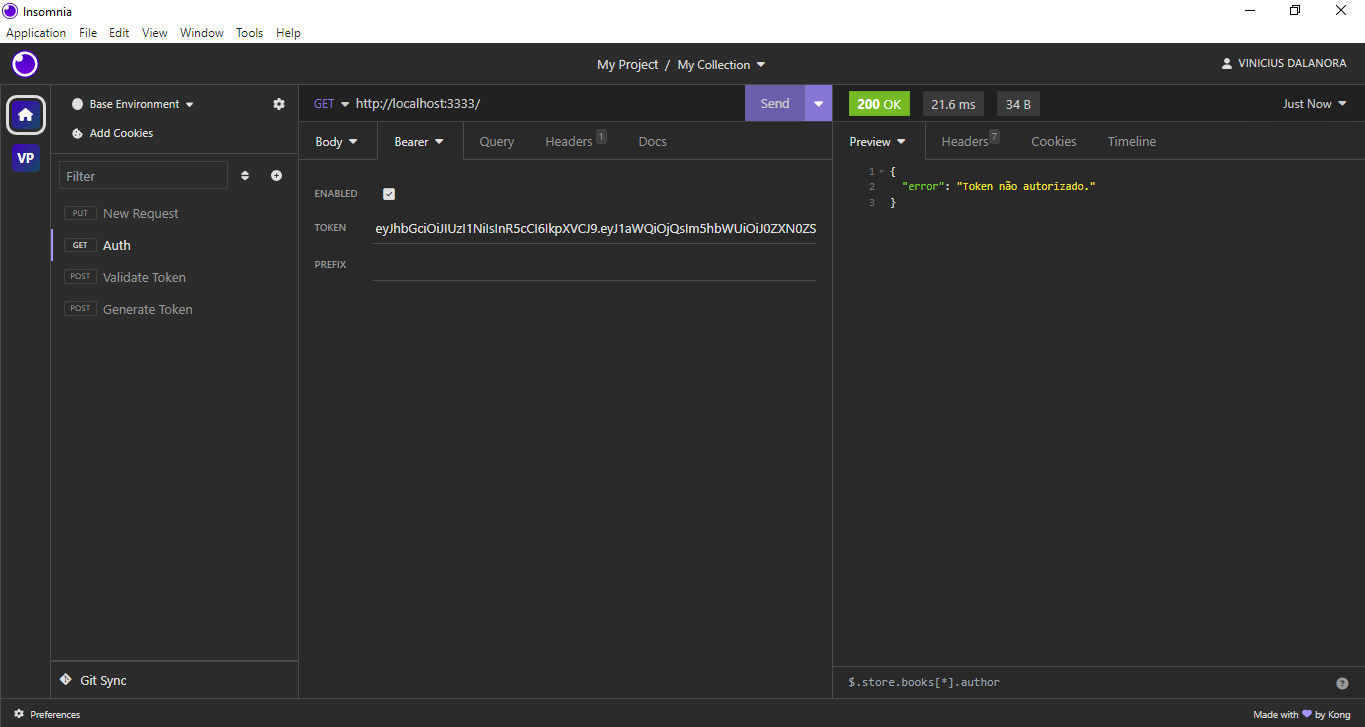 Insomnia
Application File Edit View Window Tools Help
My Project / My Collection
VINICIUS DALANORA
VP
Base Environment
Add Cookies
Filter
PUT New Request
GET Auth
POST Validate Token
POST Generate Token
Git Sync
GET http://localhost:3333/ Send
Body Bearer Query Headers 1 Docs
ENABLED
TOKEN eyJhbGciOiJIUzI1NiIsInR5cCI6IkpXVCJ9.eyJ1aWQiOjQsIm5hbWUiOiJ0ZXN0ZS
PREFIX
200 OK 21.6 ms 34 B Just Now
Preview Headers 7 Cookies Timeline
1 {
2 "error": "Token não autorizado."
3 }
$.store.books[*].author
Preferences
Made with by Kong